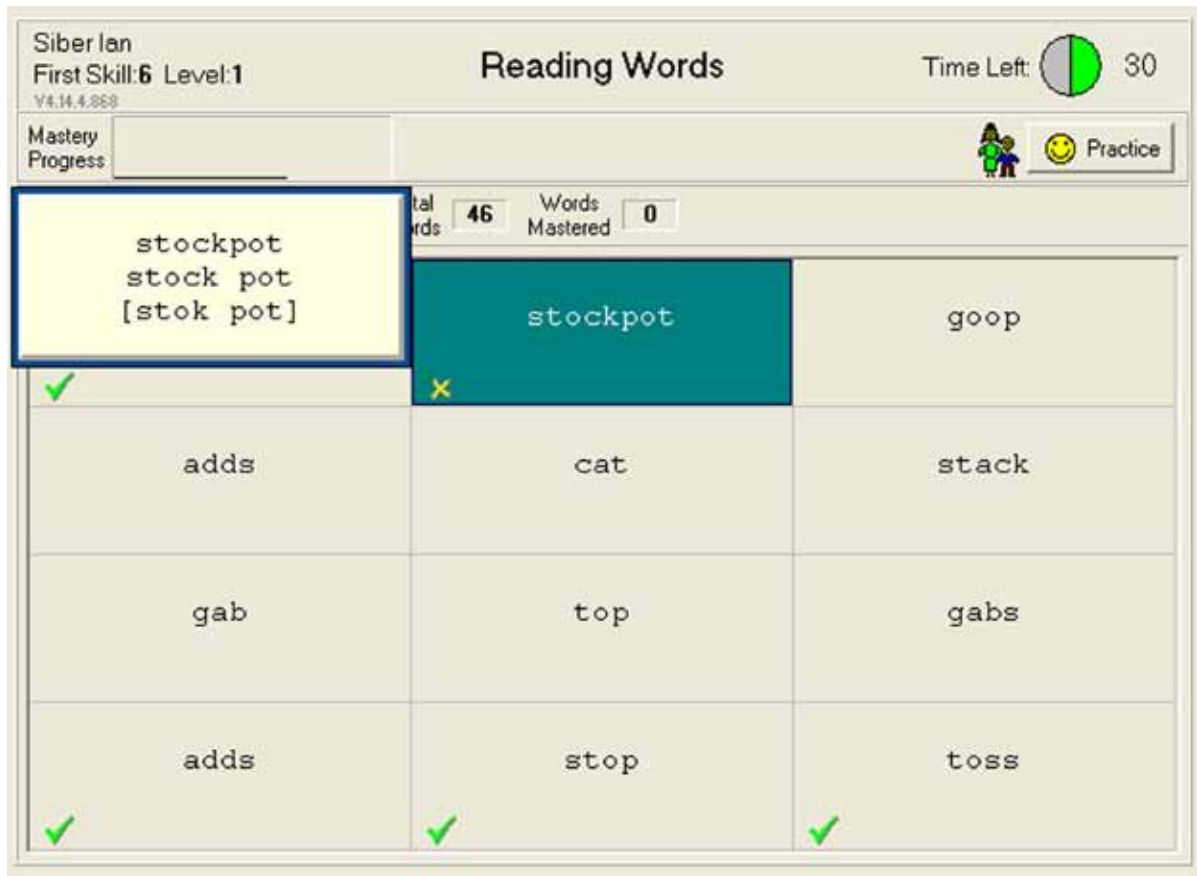 Siber Ian
First Skill:6 Level:1
V4.14.4.868
Reading Words
Time Left: 30
Mastery
Progress
Practice
stockpot
stock pot
[stok pot]
tal
rds
46
Words
Mastered
0
stockpot goop
adds cat stack
gab top gabs
adds stop toss